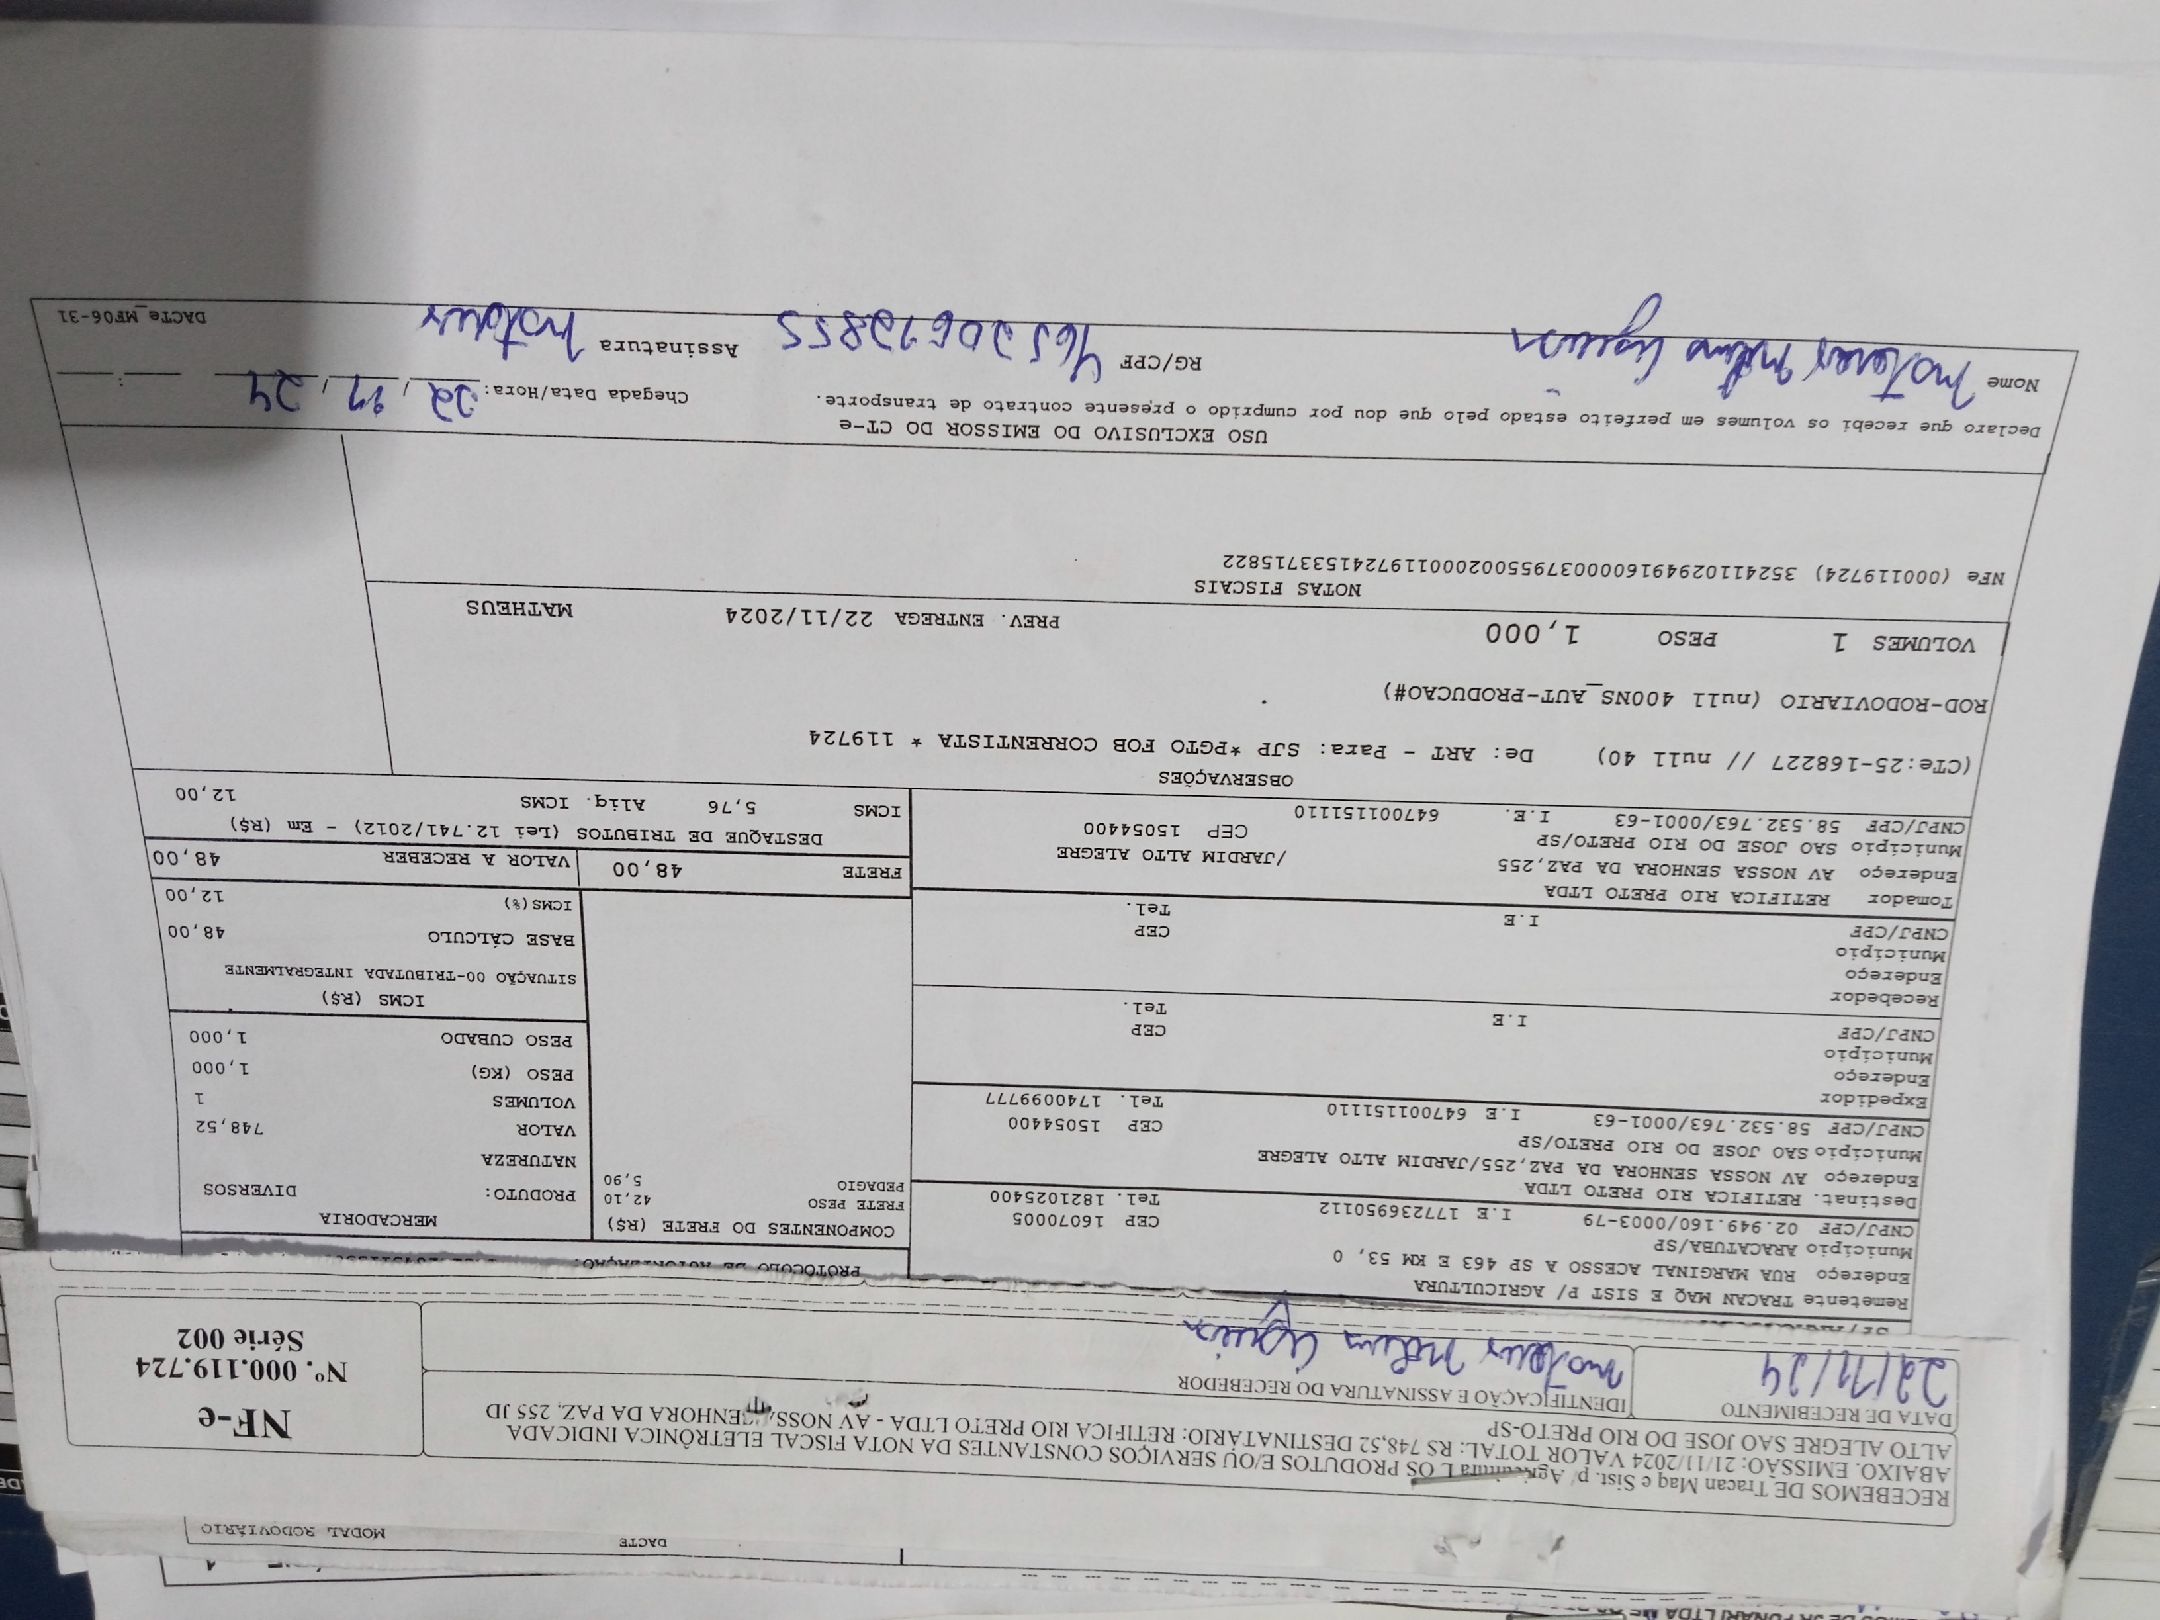 DACTE
MODAL RODOVIÁRIO
RECEBEMOS DE Tracan Maq e Sist. p/ OS PRODUTOS E/OU SERVIÇOS CONSTANTES DA NOTA FISCAL ELETRÔNICA INDICADA
ABAIXO. EMISSÃO: 21/11/2024 VALOR TOTAL: R$ 748,52 DESTINATÁRIO: RETIFICA RIO PRETO LTDA - AV NOSSA SENHORA DA PAZ, 255 JD
ALTO ALEGRE SAO JOSE DO RIO PRETO-SP
DATA DE RECEBIMENTO
22/11/24
IDENTIFICAÇÃO E ASSINATURA DO RECEBEDOR
NF-e
Nº. 000.119.724
Série 002
Remetente TRACAN MAQ E SIST P/ AGRICULTURA
Endereço RUA MARGINAL ACESSO A SP 463 E KM 53, 0
Município ARACATUBA/SP CEP 16070005
CNPJ/CPF 02.949.160/0003-79 I.E 177236950112 Tel. 1821025400
Destinat. RETIFICA RIO PRETO LTDA
Endereço AV NOSSA SENHORA DA PAZ,255/JARDIM ALTO ALEGRE
Município SAO JOSE DO RIO PRETO/SP CEP 15054400
CNPJ/CPF 58.532.763/0001-63 I.E 647001151110 Tel. 1740099777
Expedidor
Endereço
Município CEP
CNPJ/CPF I.E Tel.
Recebedor
Endereço
Município CEP
CNPJ/CPF I.E Tel.
Tomador RETIFICA RIO PRETO LTDA
Endereço AV NOSSA SENHORA DA PAZ,255 /JARDIM ALTO ALEGRE
Município SAO JOSE DO RIO PRETO/SP CEP 15054400
CNPJ/CPF 58.532.763/0001-63 I.E. 647001151110
PROTOCOLO DE AUTORIZAÇÃO:
COMPONENTES DO FRETE (R$)
FRETE PESO 42,10
PEDAGIO 5,90
MERCADORIA
PRODUTO: DIVERSOS
NATUREZA
VALOR 748,52
VOLUMES 1
PESO (KG) 1,000
PESO CUBADO 1,000
ICMS (R$)
SITUAÇÃO 00-TRIBUTADA INTEGRALMENTE
BASE CÁLCULO 48,00
ICMS(%) 12,00
FRETE 48,00 VALOR A RECEBER 48,00
DESTAQUE DE TRIBUTOS (Lei 12.741/2012) - Em (R$)
ICMS 5,76 Aliq. ICMS 12,00
OBSERVAÇÕES
(CTe:25-168227 // null 40) De: ART - Para: SJP *PGTO FOB CORRENTISTA * 119724
ROD-RODOVIARIO (null 400NS_AUT-PRODUCAO#)
VOLUMES 1 PESO 1,000 PREV. ENTREGA 22/11/2024 MATHEUS
NOTAS FISCAIS
NFe (000119724) 35241102949160000379550020001197241533715822
USO EXCLUSIVO DO EMISSOR DO CT-e
Declaro que recebi os volumes em perfeito estado pelo que dou por cumprido o presente contrato de transporte.
Chegada Data/Hora: 22/11/24 :
Nome
RG/CPF 46520672855 Assinatura
DACTe_MF06-31